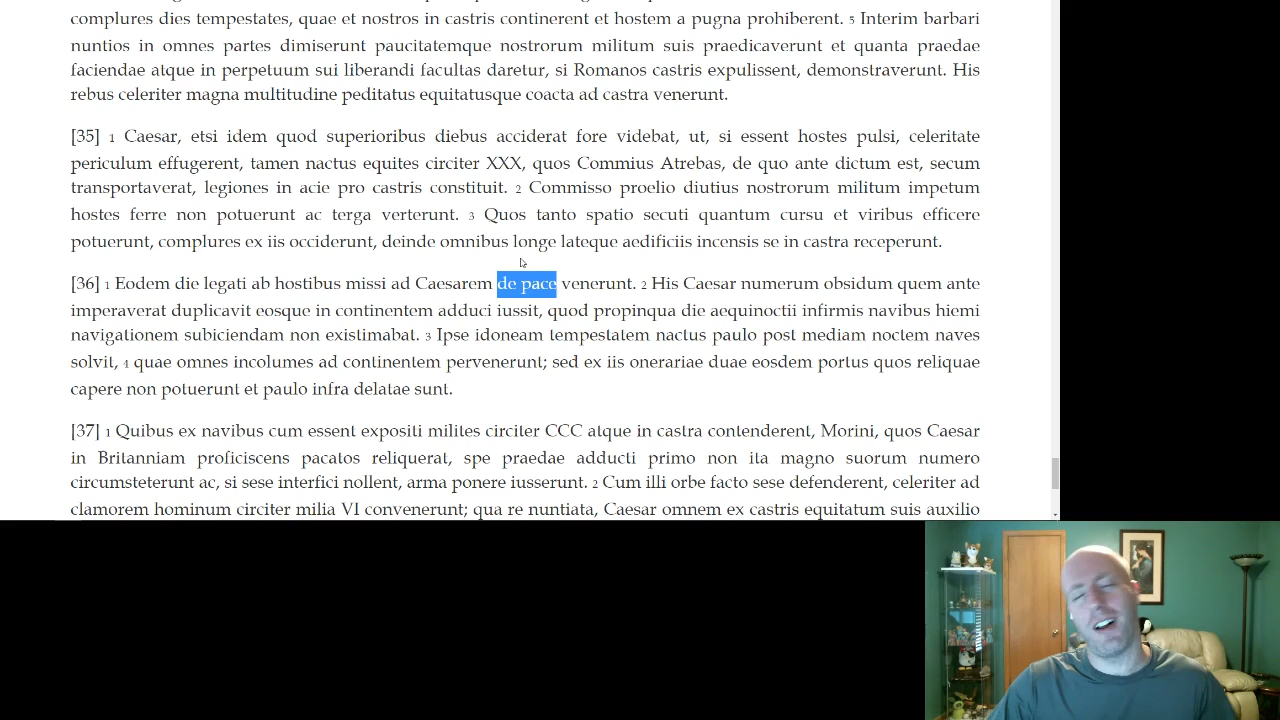 complures dies tempestates, quae et nostros in castris continerent et hostem a pugna prohiberent. 5 Interim barbari
nuntios in omnes partes dimiserunt paucitatemque nostrorum militum suis praedicaverunt et quanta praedae
faciendae atque in perpetuum sui liberandi facultas daretur, si Romanos castris expulissent, demonstraverunt. His
rebus celeriter magna multitudine peditatus equitatusque coacta ad castra venerunt.
[35] 1 Caesar, etsi idem quod superioribus diebus acciderat fore videbat, ut, si essent hostes pulsi, celeritate
periculum effugerent, tamen nactus equites circiter XXX, quos Commius Atrebas, de quo ante dictum est, secum
transportaverat, legiones in acie pro castris constituit. 2 Commisso proelio diutius nostrorum militum impetum
hostes ferre non potuerunt ac terga verterunt. 3 Quos tanto spatio secuti quantum cursu et viribus efficere
potuerunt, complures ex iis occiderunt, deinde omnibus longe lateque aedificiis incensis se in castra receperunt.
[36] 1 Eodem die legati ab hostibus missi ad Caesarem de pace venerunt. 2 His Caesar numerum obsidum quem ante
imperaverat duplicavit eosque in continentem adduci iussit, quod propinqua die aequinoctii infirmis navibus hiemi
navigationem subiciendam non existimabat. 3 Ipse idoneam tempestatem nactus paulo post mediam noctem naves
solvit, 4 quae omnes incolumes ad continentem pervenerunt; sed ex iis onerariae duae eosdem portus quos reliquae
capere non potuerunt et paulo infra delatae sunt.
[37] 1 Quibus ex navibus cum essent expositi milites circiter CCC atque in castra contenderent, Morini, quos Caesar
in Britanniam proficiscens pacatos reliquerat, spe praedae adducti primo non ita magno suorum numero
circumsteterunt ac, si sese interfici nollent, arma ponere iusserunt. 2 Cum illi orbe facto sese defenderent, celeriter ad
clamorem hominum circiter milia VI convenerunt; qua re nuntiata, Caesar omnem ex castris equitatum suis auxilio